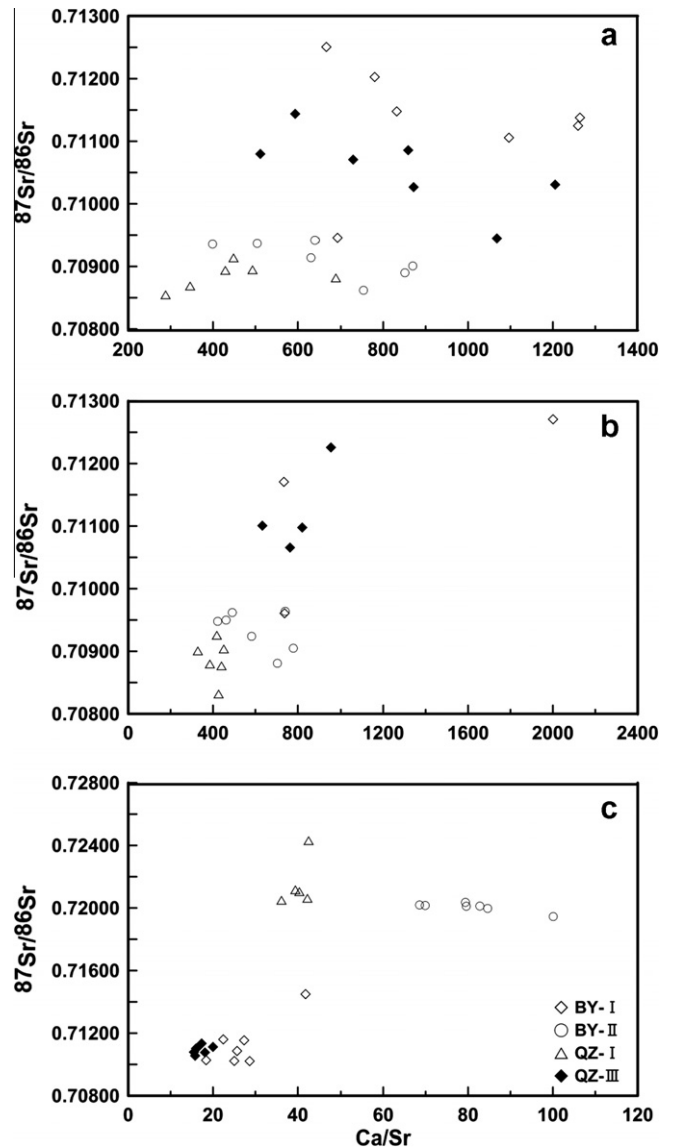 a
0.71300
0.71200
0.71100
0.71000
0.70900
0.70800
87Sr/86Sr
200 400 600 800 1000 1200 1400
b
0.71300
0.71200
0.71100
0.71000
0.70900
0.70800
87Sr/86Sr
0 400 800 1200 1600 2000 2400
c
0.72800
0.72400
0.72000
0.71600
0.71200
0.70800
87Sr/86Sr
BY-Ⅰ
BY-Ⅱ
QZ-Ⅰ
QZ-Ⅲ
0 20 40 60 80 100 120
Ca/Sr